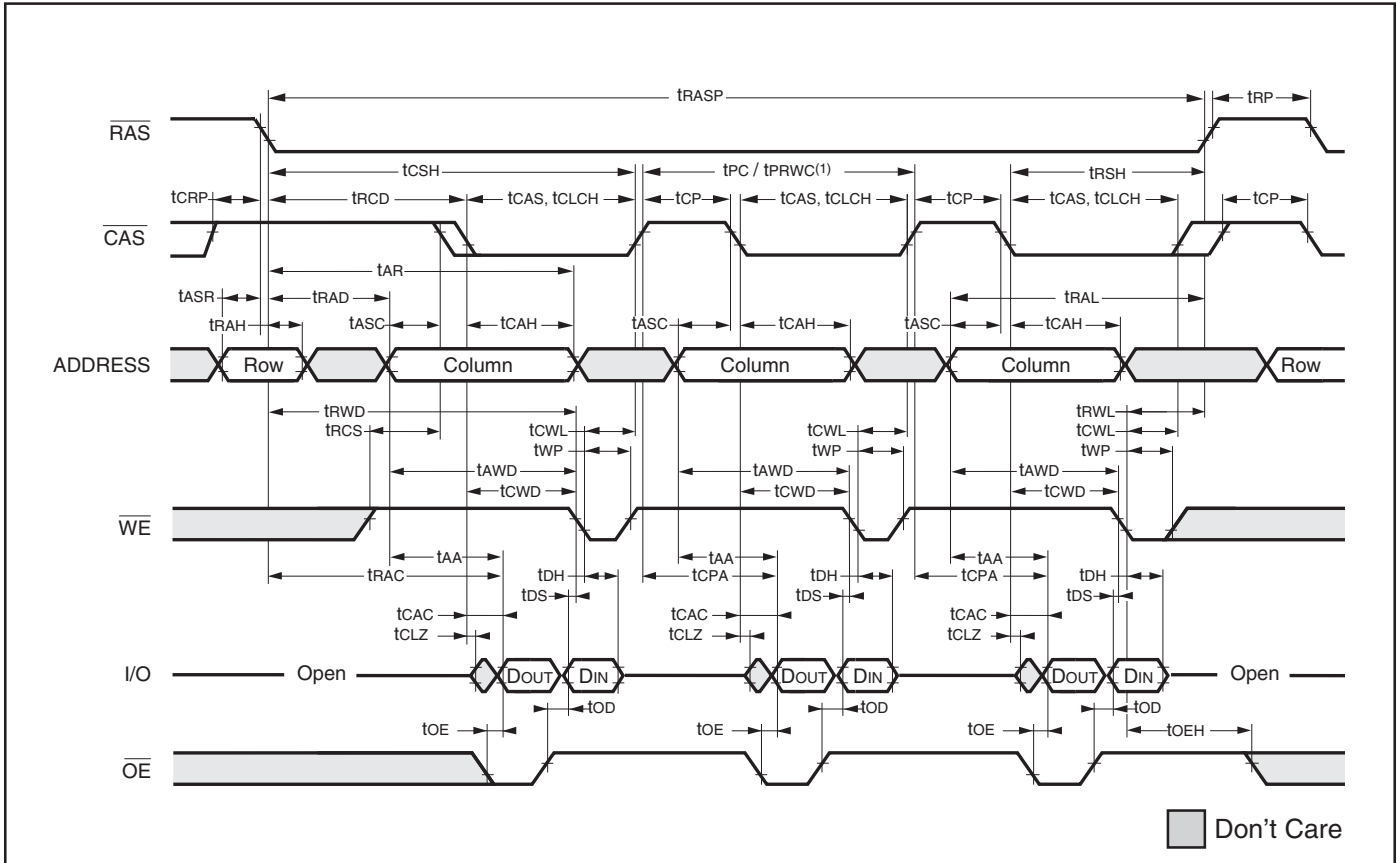 tRASP tRP
RAS
tCSH tPC / tPRWC(1) tRSH
tCRP tRCD tCAS, tCLCH tCP tCAS, tCLCH tCP tCAS, tCLCH tCP
CAS
tAR
tASR tRAD tRAL
tRAH tASC tCAH tASC tCAH tASC tCAH
ADDRESS Row Column Column Column Row
tRWD tRWL
tRCS tCWL tCWL tCWL
tWP tWP tWP
tAWD tAWD tAWD
tCWD tCWD tCWD
WE
tAA tAA tAA
tRAC tDH tCPA tDH tCPA tDH
tDS tDS tDS
tCAC tCAC tCAC
tCLZ tCLZ tCLZ
I/O Open DOUT DIN DOUT DIN DOUT DIN Open
tOD tOD tOD
tOE tOE tOE tOEH
OE
Don't Care